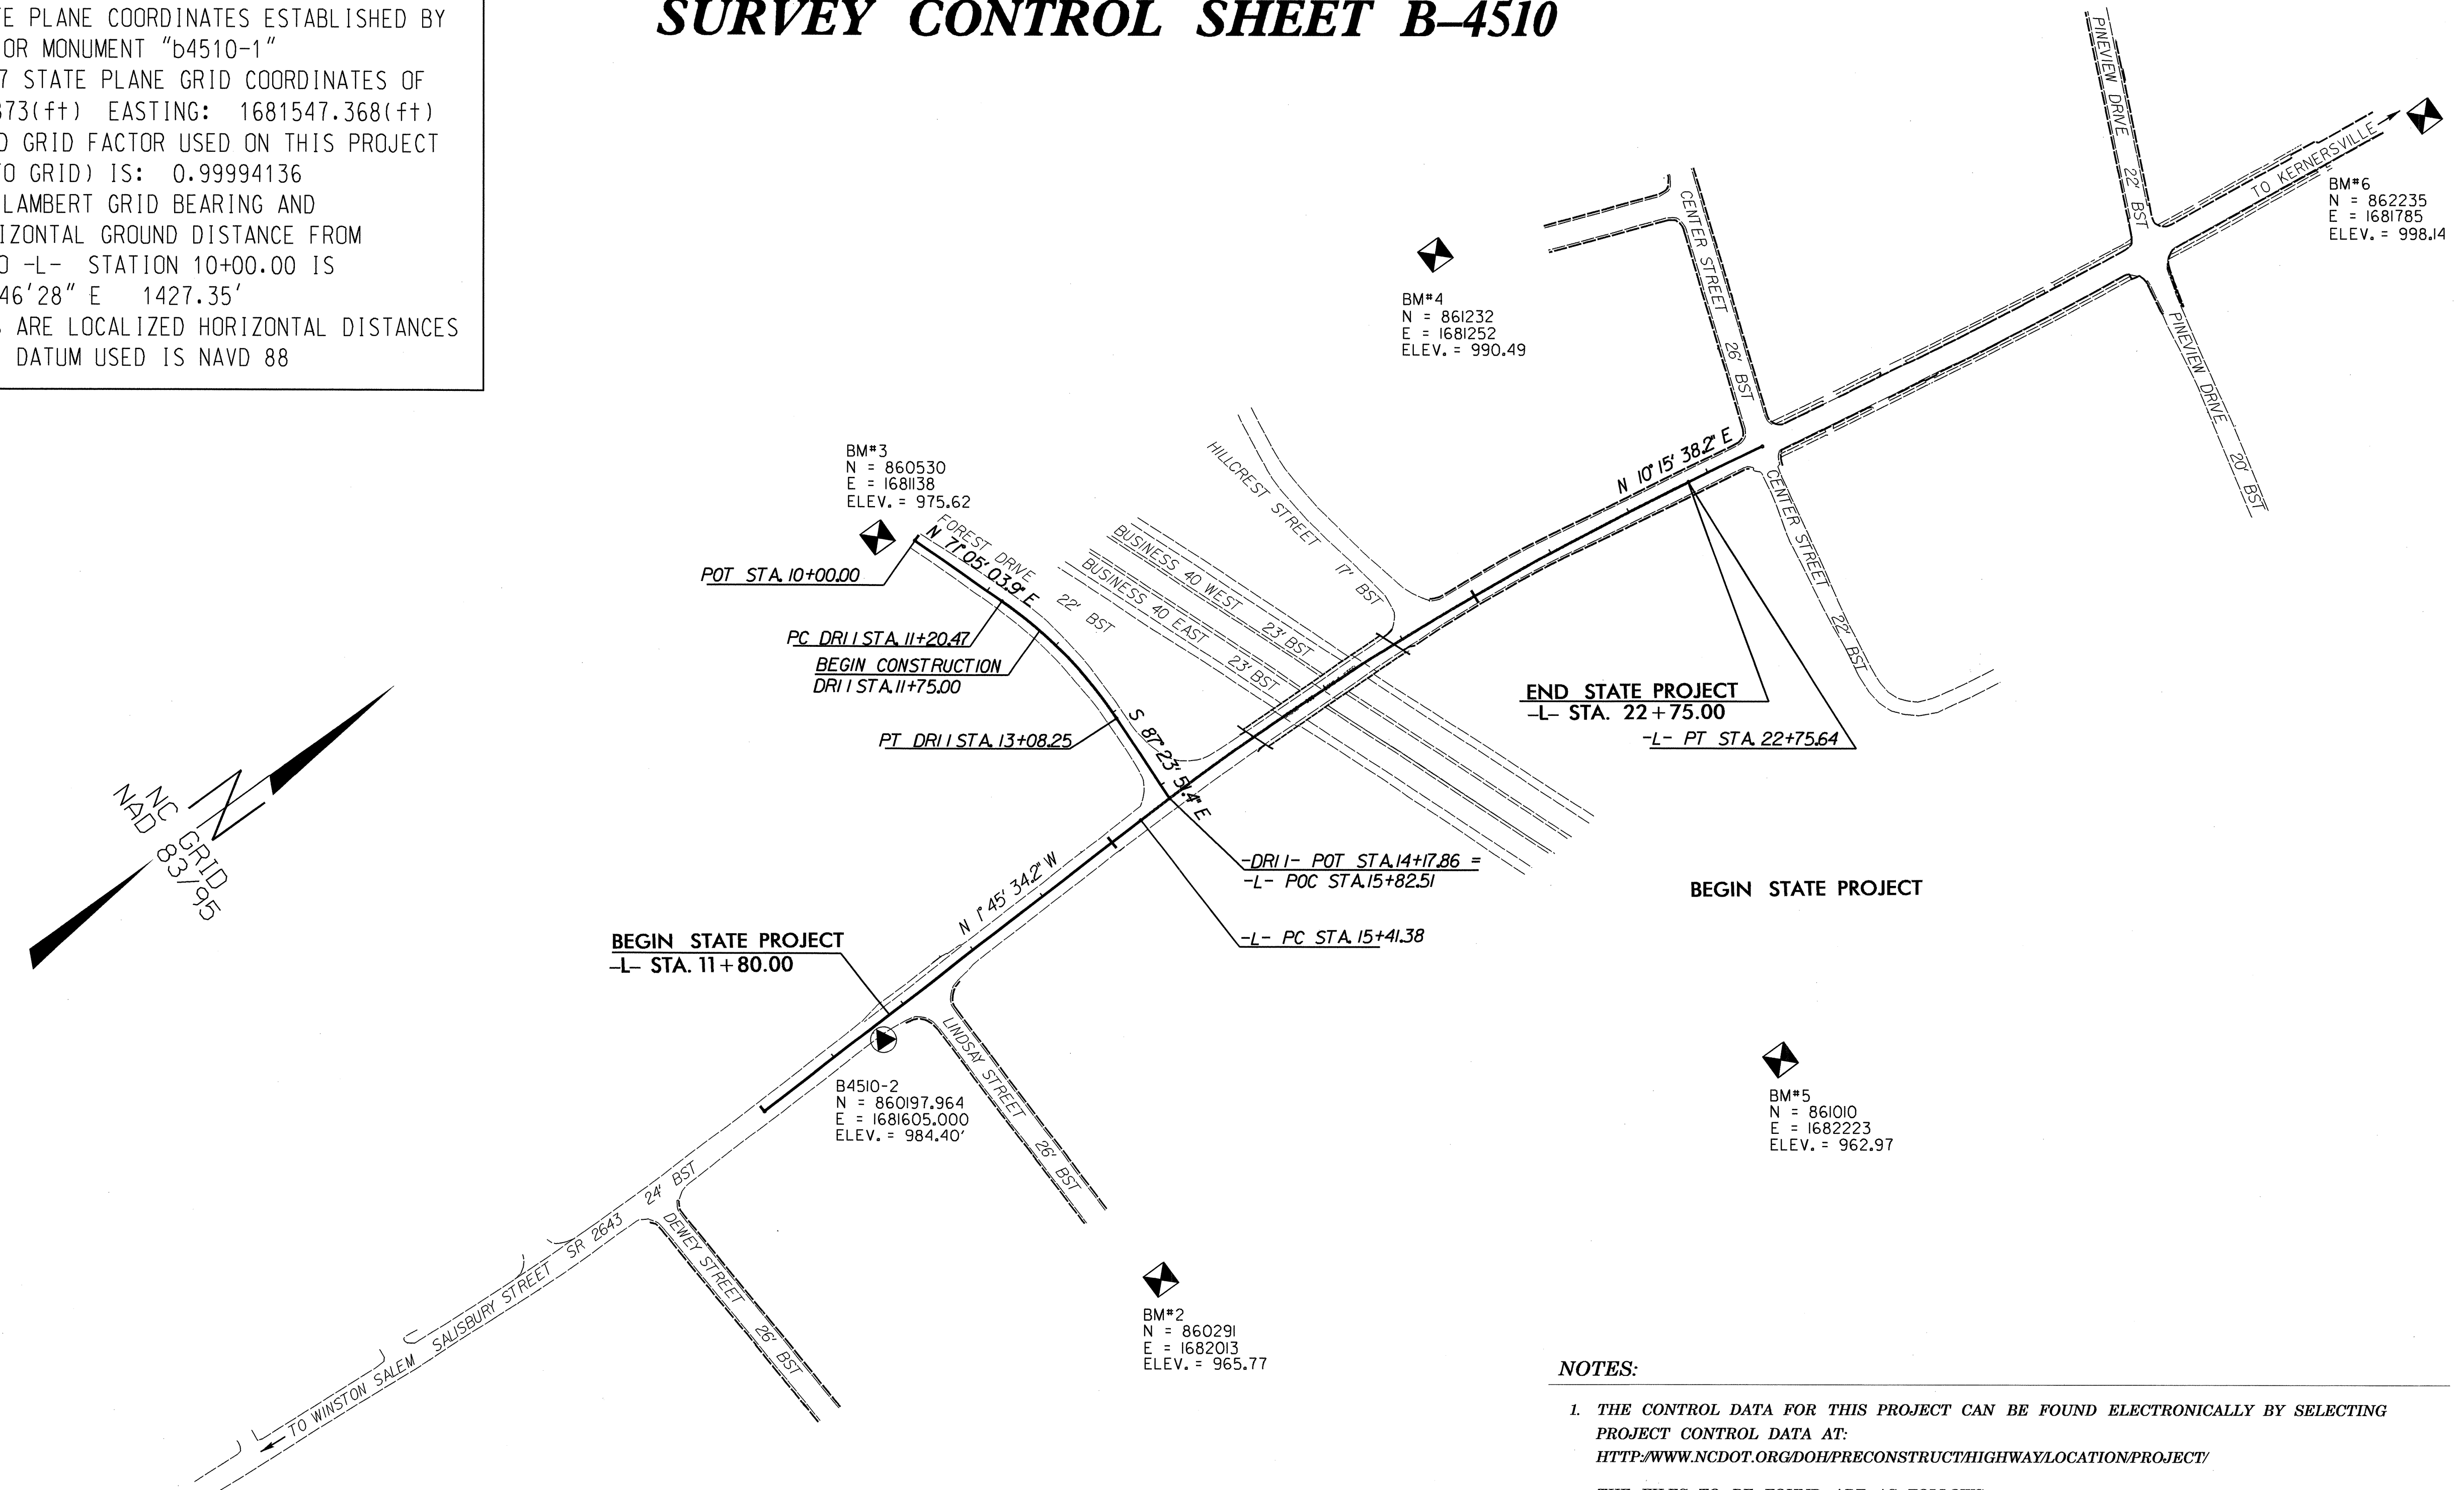 SURVEY CONTROL SHEET B–4510
PLANE COORDINATES ESTABLISHED BY
OR MONUMENT "b4510-1"
7 STATE PLANE GRID COORDINATES OF
373(ft) EASTING: 1681547.368(ft)
GRID FACTOR USED ON THIS PROJECT
GRID) IS: 0.99994136
LAMBERT GRID BEARING AND
IZONTAL GROUND DISTANCE FROM
-L- STATION 10+00.00 IS
46'28" E 1427.35'
ARE LOCALIZED HORIZONTAL DISTANCES
DATUM USED IS NAVD 88
PINEVIEW DRIVE
22' BST
TO KERNERSVILLE
BM#6
N = 862235
E = 1681785
ELEV. = 998.14
CENTER STREET
26' BST
BM#4
N = 861232
E = 1681252
ELEV. = 990.49
PINEVIEW DRIVE 20' BST
BM#3
N = 860530
E = 1681138
ELEV. = 975.62
HILLCREST STREET 17' BST
N 10° 15' 38.2" E
CENTER STREET 22' BST
FOREST DRIVE 22' BST
N 71° 05' 03.9" E
BUSINESS 40 WEST 23' BST
BUSINESS 40 EAST 23' BST
POT STA. 10+00.00
PC DR11 STA. 11+20.47
BEGIN CONSTRUCTION
DR11 STA. 11+75.00
PT DR11 STA. 13+08.25
S 87° 23' 51.4" E
END STATE PROJECT
–L– STA. 22+75.00
-L- PT STA. 22+75.64
NC GRID
NAD 83/95
-DR11- POT STA. 14+17.86 =
-L- POC STA. 15+82.51
-L- PC STA. 15+41.38
BEGIN STATE PROJECT
N 1° 45' 34.2" W
BEGIN STATE PROJECT
–L– STA. 11+80.00
LINDSAY STREET 26' BST
B4510-2
N = 860197.964
E = 1681605.000
ELEV. = 984.40'
BM#5
N = 861010
E = 1682223
ELEV. = 962.97
24' BST
SR 2643
SALISBURY STREET
TO WINSTON SALEM
DEWEY STREET 26' BST
BM#2
N = 860291
E = 1682013
ELEV. = 965.77
NOTES:
1. THE CONTROL DATA FOR THIS PROJECT CAN BE FOUND ELECTRONICALLY BY SELECTING
PROJECT CONTROL DATA AT:
HTTP://WWW.NCDOT.ORG/DOH/PRECONSTRUCT/HIGHWAY/LOCATION/PROJECT/